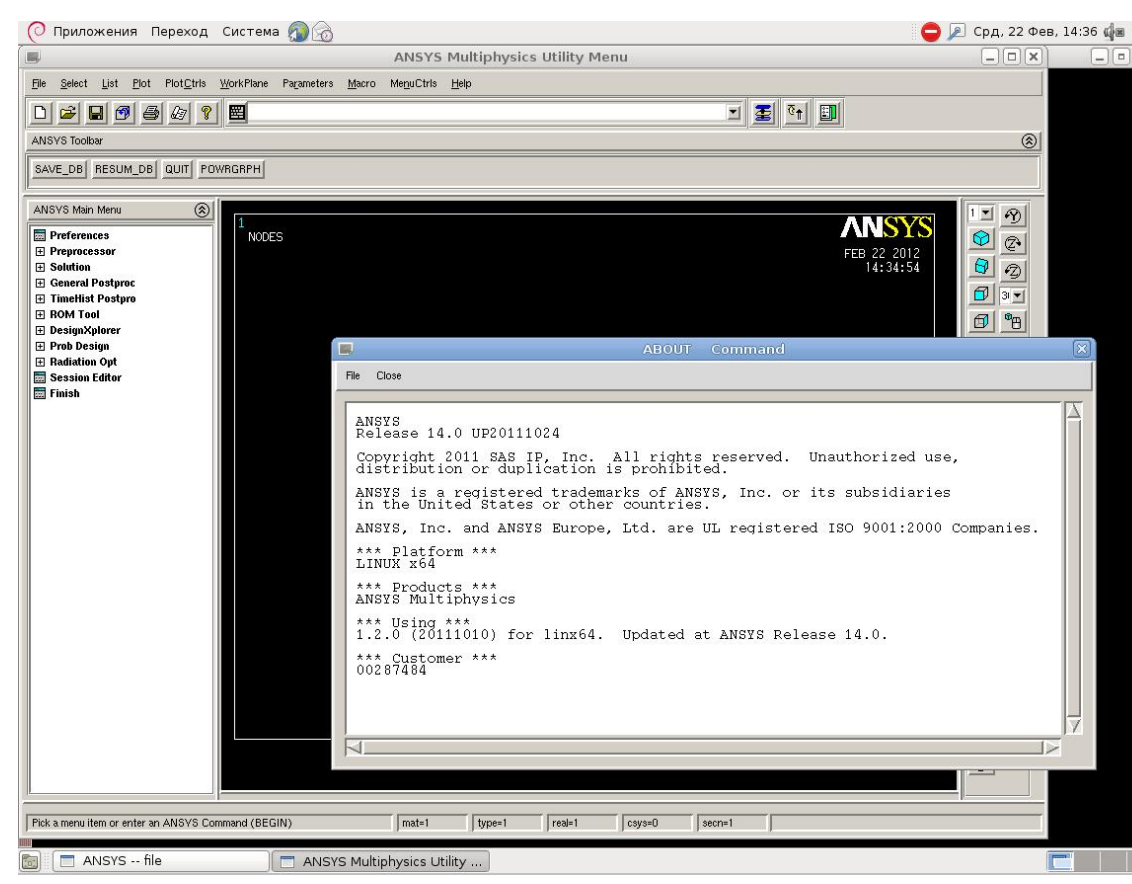 Приложения Переход Система
Срд, 22 Фев, 14:36
ANSYS Multiphysics Utility Menu
File Select List Plot PlotCtrls WorkPlane Parameters Macro MenuCtrls Help
ANSYS Toolbar
SAVE_DB RESUM_DB QUIT POWRGRPH
ANSYS Main Menu
Preferences
Preprocessor
Solution
General Postproc
TimeHist Postpro
ROM Tool
DesignXplorer
Prob Design
Radiation Opt
Session Editor
Finish
1
NODES
ANSYS
FEB 22 2012
14:34:54
1
ABOUT Command
File Close
ANSYS
Release 14.0 UP20111024
Copyright 2011 SAS IP, Inc. All rights reserved. Unauthorized use,
distribution or duplication is prohibited.
ANSYS is a registered trademarks of ANSYS, Inc. or its subsidiaries
in the United States or other countries.
ANSYS, Inc. and ANSYS Europe, Ltd. are UL registered ISO 9001:2000 Companies.
*** Platform ***
LINUX x64
*** Products ***
ANSYS Multiphysics
*** Using ***
1.2.0 (20111010) for linx64. Updated at ANSYS Release 14.0.
*** Customer ***
00287484
Pick a menu item or enter an ANSYS Command (BEGIN)
mat=1 type=1 real=1 csys=0 secn=1
ANSYS -- file
ANSYS Multiphysics Utility ...